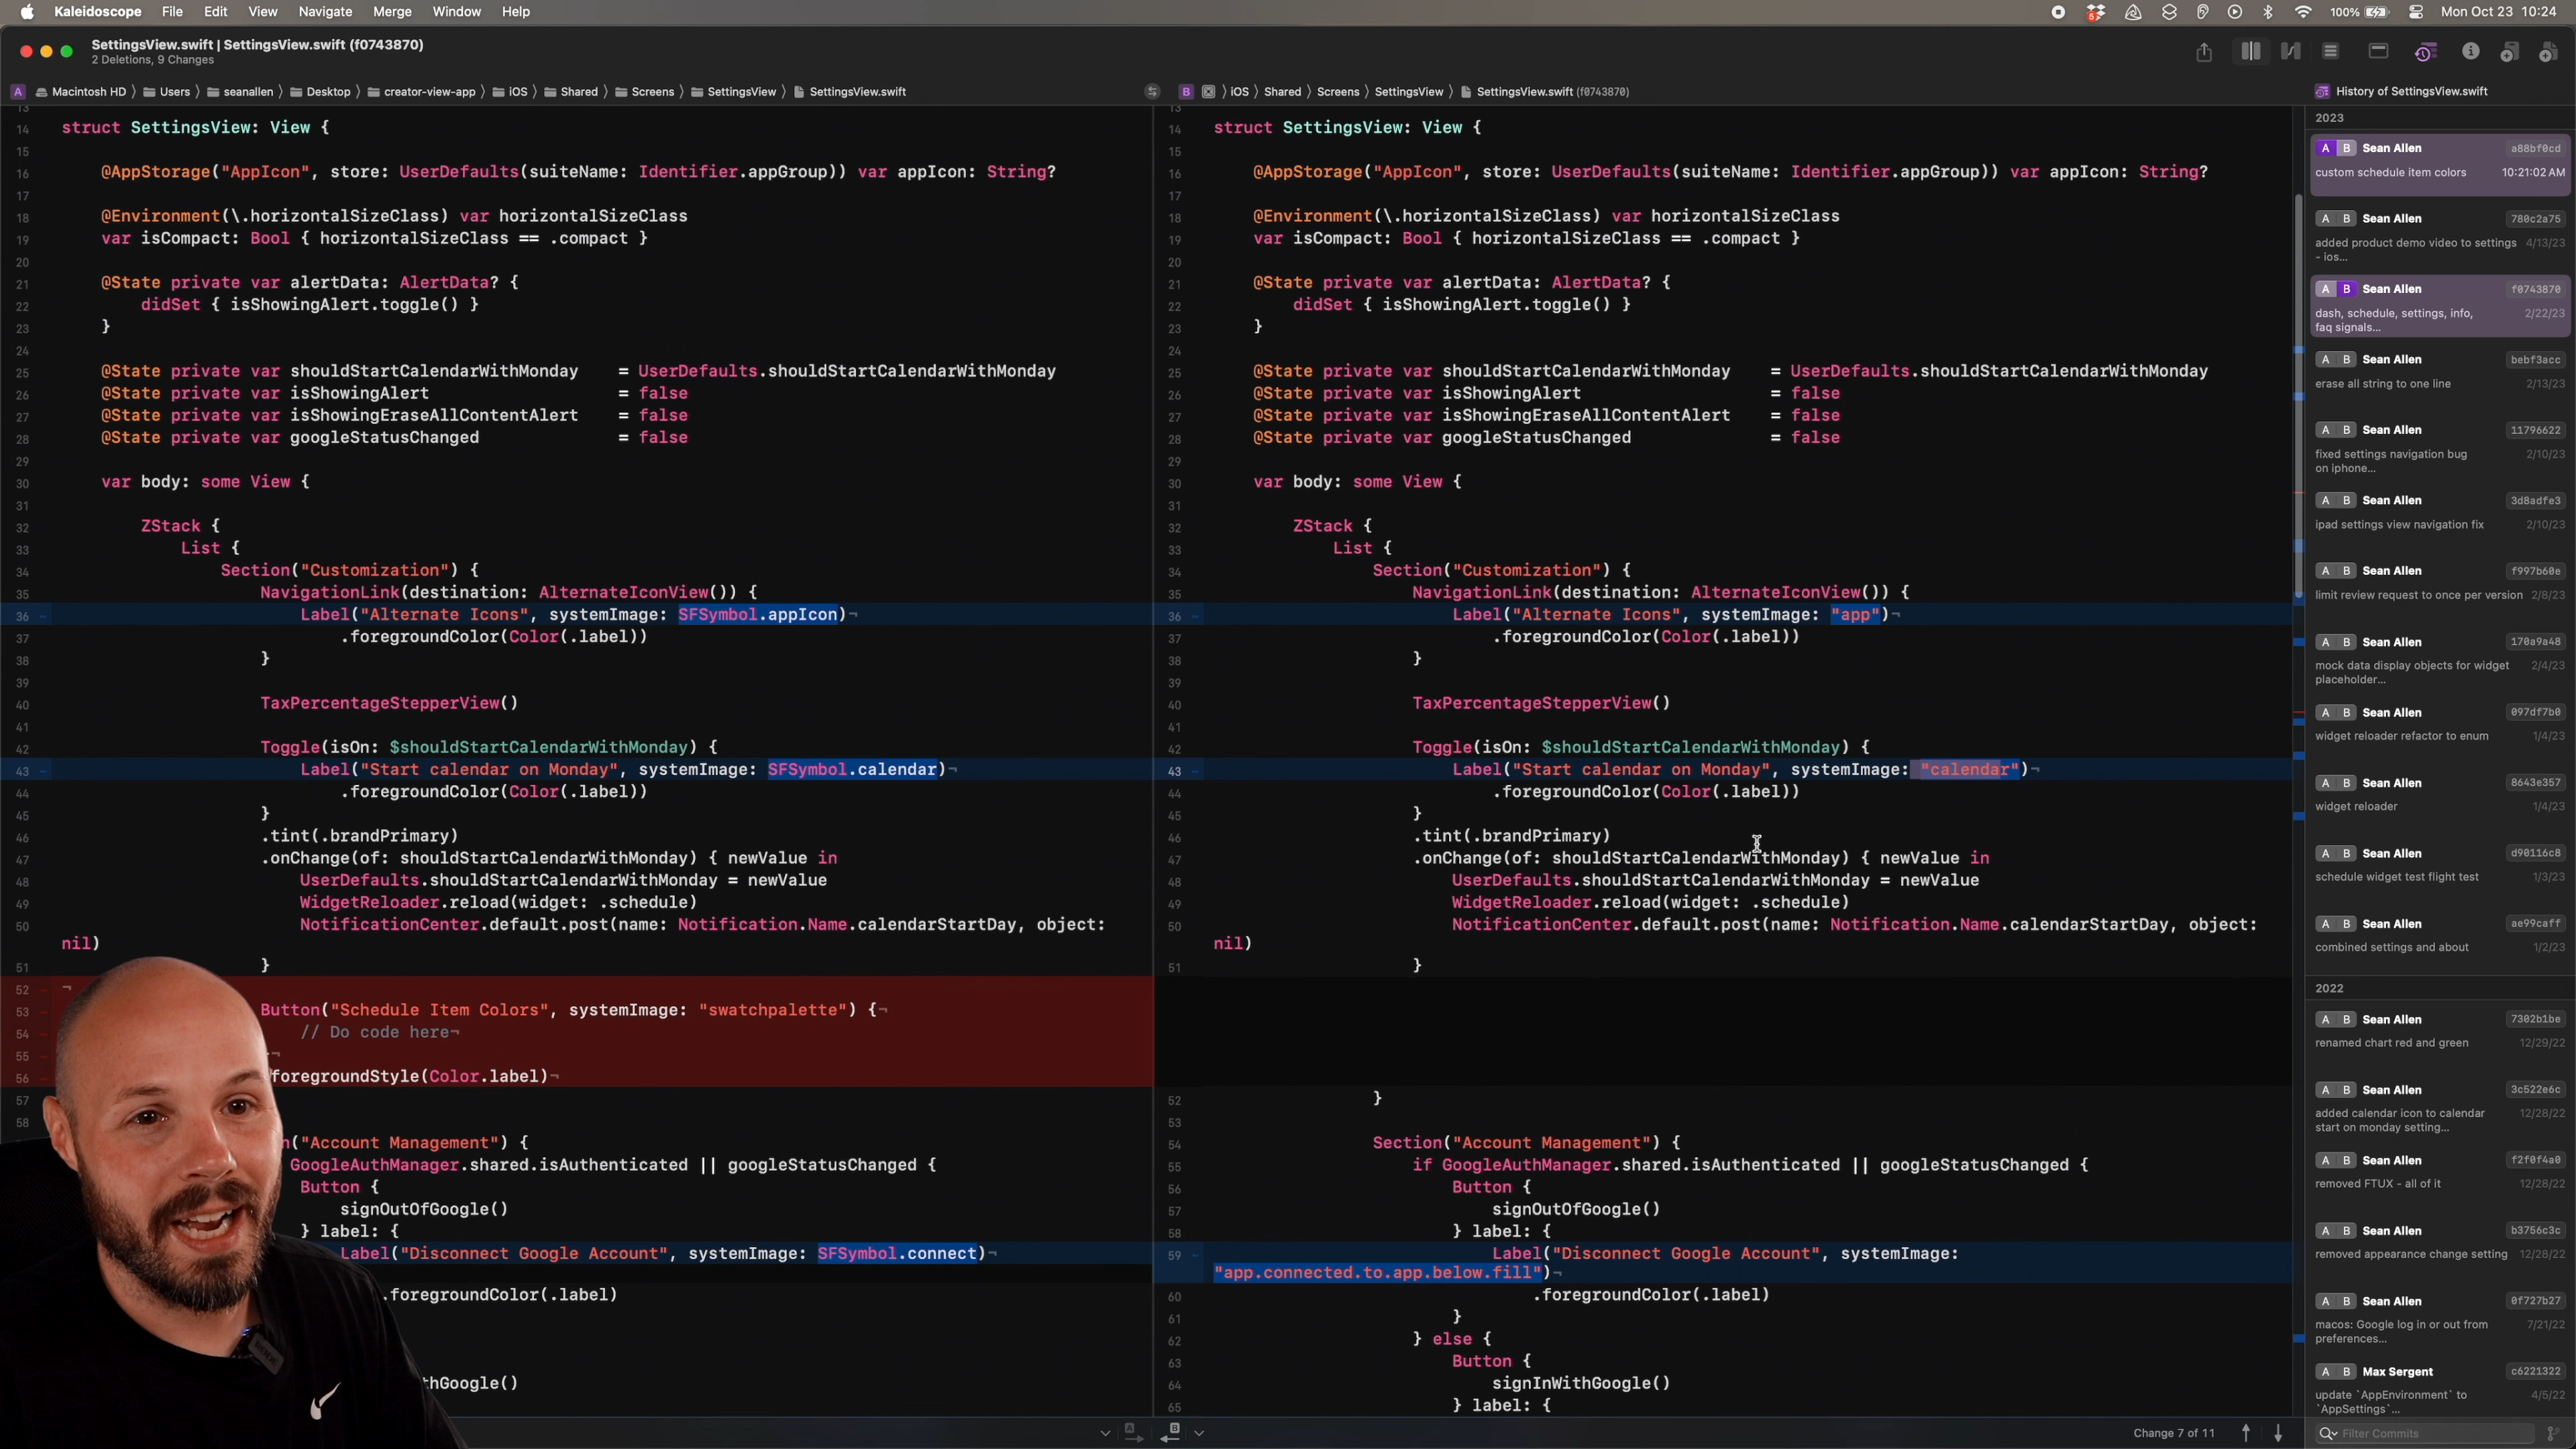 Kaleidoscope File Edit View Navigate Merge Window Help
5
100% Mon Oct 23 10:24
SettingsView.swift | SettingsView.swift (f0743870)
2 Deletions, 9 Changes
A Macintosh HD 〉 Users 〉 seanallen 〉 Desktop 〉 creator-view-app 〉 iOS 〉 Shared 〉 Screens 〉 SettingsView 〉 SettingsView.swift
13
14 struct SettingsView: View {
15
16 @AppStorage("AppIcon", store: UserDefaults(suiteName: Identifier.appGroup)) var appIcon: String?
17
18 @Environment(\.horizontalSizeClass) var horizontalSizeClass
19 var isCompact: Bool { horizontalSizeClass == .compact }
20
21 @State private var alertData: AlertData? {
22 didSet { isShowingAlert.toggle() }
23 }
24
25 @State private var shouldStartCalendarWithMonday = UserDefaults.shouldStartCalendarWithMonday
26 @State private var isShowingAlert = false
27 @State private var isShowingEraseAllContentAlert = false
28 @State private var googleStatusChanged = false
29
30 var body: some View {
31
32 ZStack {
33 List {
34 Section("Customization") {
35 NavigationLink(destination: AlternateIconView()) {
36 Label("Alternate Icons", systemImage: SFSymbol.appIcon)¬
37 .foregroundColor(Color(.label))
38 }
39
40 TaxPercentageStepperView()
41
42 Toggle(isOn: $shouldStartCalendarWithMonday) {
43 Label("Start calendar on Monday", systemImage: SFSymbol.calendar)¬
44 .foregroundColor(Color(.label))
45 }
46 .tint(.brandPrimary)
47 .onChange(of: shouldStartCalendarWithMonday) { newValue in
48 UserDefaults.shouldStartCalendarWithMonday = newValue
49 WidgetReloader.reload(widget: .schedule)
50 NotificationCenter.default.post(name: Notification.Name.calendarStartDay, object:
nil)
51 }
52 ¬
53 Button("Schedule Item Colors", systemImage: "swatchpalette") {¬
54 // Do code here¬
55 ¬
56 foregroundStyle(Color.label)¬
57
58
n("Account Management") {
GoogleAuthManager.shared.isAuthenticated || googleStatusChanged {
Button {
signOutOfGoogle()
} label: {
Label("Disconnect Google Account", systemImage: SFSymbol.connect)¬
.foregroundColor(.label)
thGoogle()
B 〉 iOS 〉 Shared 〉 Screens 〉 SettingsView 〉 SettingsView.swift (f0743870)
13
14 struct SettingsView: View {
15
16 @AppStorage("AppIcon", store: UserDefaults(suiteName: Identifier.appGroup)) var appIcon: String?
17
18 @Environment(\.horizontalSizeClass) var horizontalSizeClass
19 var isCompact: Bool { horizontalSizeClass == .compact }
20
21 @State private var alertData: AlertData? {
22 didSet { isShowingAlert.toggle() }
23 }
24
25 @State private var shouldStartCalendarWithMonday = UserDefaults.shouldStartCalendarWithMonday
26 @State private var isShowingAlert = false
27 @State private var isShowingEraseAllContentAlert = false
28 @State private var googleStatusChanged = false
29
30 var body: some View {
31
32 ZStack {
33 List {
34 Section("Customization") {
35 NavigationLink(destination: AlternateIconView()) {
36 Label("Alternate Icons", systemImage: "app")¬
37 .foregroundColor(Color(.label))
38 }
39
40 TaxPercentageStepperView()
41
42 Toggle(isOn: $shouldStartCalendarWithMonday) {
43 Label("Start calendar on Monday", systemImage: "calendar")¬
44 .foregroundColor(Color(.label))
45 }
46 .tint(.brandPrimary)
47 .onChange(of: shouldStartCalendarWithMonday) { newValue in
48 UserDefaults.shouldStartCalendarWithMonday = newValue
49 WidgetReloader.reload(widget: .schedule)
50 NotificationCenter.default.post(name: Notification.Name.calendarStartDay, object:
nil)
51 }
52 }
53
54 Section("Account Management") {
55 if GoogleAuthManager.shared.isAuthenticated || googleStatusChanged {
56 Button {
57 signOutOfGoogle()
58 } label: {
59 Label("Disconnect Google Account", systemImage:
"app.connected.to.app.below.fill")¬
60 .foregroundColor(.label)
61 }
62 } else {
63 Button {
64 signInWithGoogle()
65 } label: {
A B
Change 7 of 11
History of SettingsView.swift
2023
A B Sean Allen a88bf0cd
custom schedule item colors 10:21:02 AM
A B Sean Allen 780c2a75
added product demo video to settings 4/13/23
- ios...
A B Sean Allen f0743870
dash, schedule, settings, info, 2/22/23
faq signals...
A B Sean Allen bebf3acc
erase all string to one line 2/13/23
A B Sean Allen 11796622
fixed settings navigation bug 2/10/23
on iphone...
A B Sean Allen 3d8adfe3
ipad settings view navigation fix 2/10/23
A B Sean Allen f997b60e
limit review request to once per version 2/8/23
A B Sean Allen 170a9a48
mock data display objects for widget 2/4/23
placeholder...
A B Sean Allen 097df7b0
widget reloader refactor to enum 1/4/23
A B Sean Allen 8643e357
widget reloader 1/4/23
A B Sean Allen d90116c8
schedule widget test flight test 1/3/23
A B Sean Allen ae99caff
combined settings and about 1/2/23
2022
A B Sean Allen 7302b1be
renamed chart red and green 12/29/22
A B Sean Allen 3c522e6c
added calendar icon to calendar 12/28/22
start on monday setting...
A B Sean Allen f2f0f4a0
removed FTUX - all of it 12/28/22
A B Sean Allen b3756c3c
removed appearance change setting 12/28/22
A B Sean Allen 0f727b27
macos: Google log in or out from 7/21/22
preferences...
A B Max Sergent c6221322
update `AppEnvironment` to 4/5/22
`AppSettings`...
Filter Commits